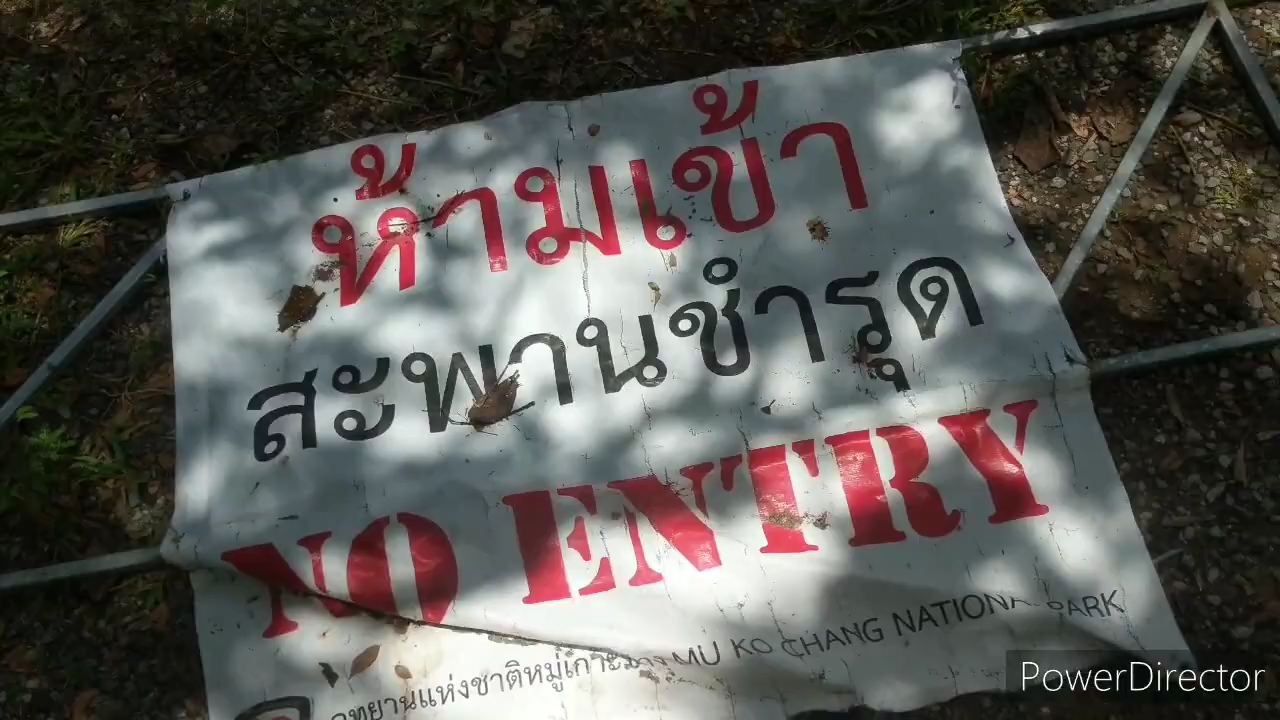 ห้ามเข้า
สะพานชำรุด
NO ENTRY
อุทยานแห่งชาติหมู่เกาะช้าง MU KO CHANG NATIONAL PARK
PowerDirector